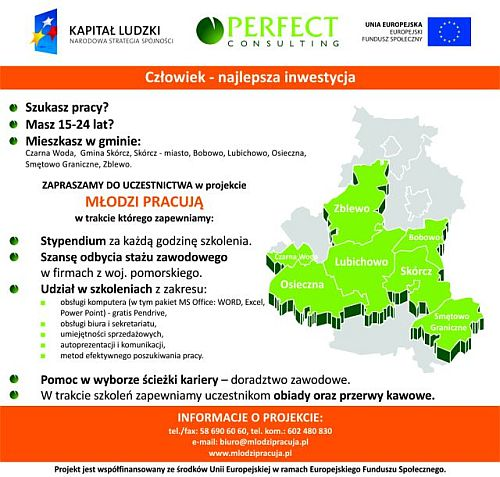 KAPITAŁ LUDZKI
NARODOWA STRATEGIA SPÓJNOŚCI
PERFECT
CONSULTING
UNIA EUROPEJSKA
EUROPEJSKI
FUNDUSZ SPOŁECZNY
Człowiek - najlepsza inwestycja
Szukasz pracy?
Masz 15-24 lat?
Mieszkasz w gminie:
Czarna Woda, Gmina Skórcz, Skórcz - miasto, Bobowo, Lubichowo, Osieczna,
Smętowo Graniczne, Zblewo.
ZAPRASZAMY DO UCZESTNICTWA w projekcie
MŁODZI PRACUJĄ
w trakcie którego zapewniamy:
Stypendium za każdą godzinę szkolenia.
Szansę odbycia stażu zawodowego
w firmach z woj. pomorskiego.
Udział w szkoleniach z zakresu:
obsługi komputera (w tym pakiet MS Office: WORD, Excel,
Power Point) - gratis Pendrive,
obsługi biura i sekretariatu,
umiejętności sprzedażowych,
autoprezentacji i komunikacji,
metod efektywnego poszukiwania pracy.
Zblewo
Bobowo
Czarna Woda
Lubichowo
Skórcz
Osieczna
Smętowo
Graniczne
Pomoc w wyborze ścieżki kariery – doradztwo zawodowe.
W trakcie szkoleń zapewniamy uczestnikom obiady oraz przerwy kawowe.
INFORMACJE O PROJEKCIE:
tel./fax: 58 690 60 60, tel. kom.: 602 480 830
e-mail: biuro@mlodzipracuja.pl
www.mlodzipracuja.pl
Projekt jest współfinansowany ze środków Unii Europejskiej w ramach Europejskiego Funduszu Społecznego.